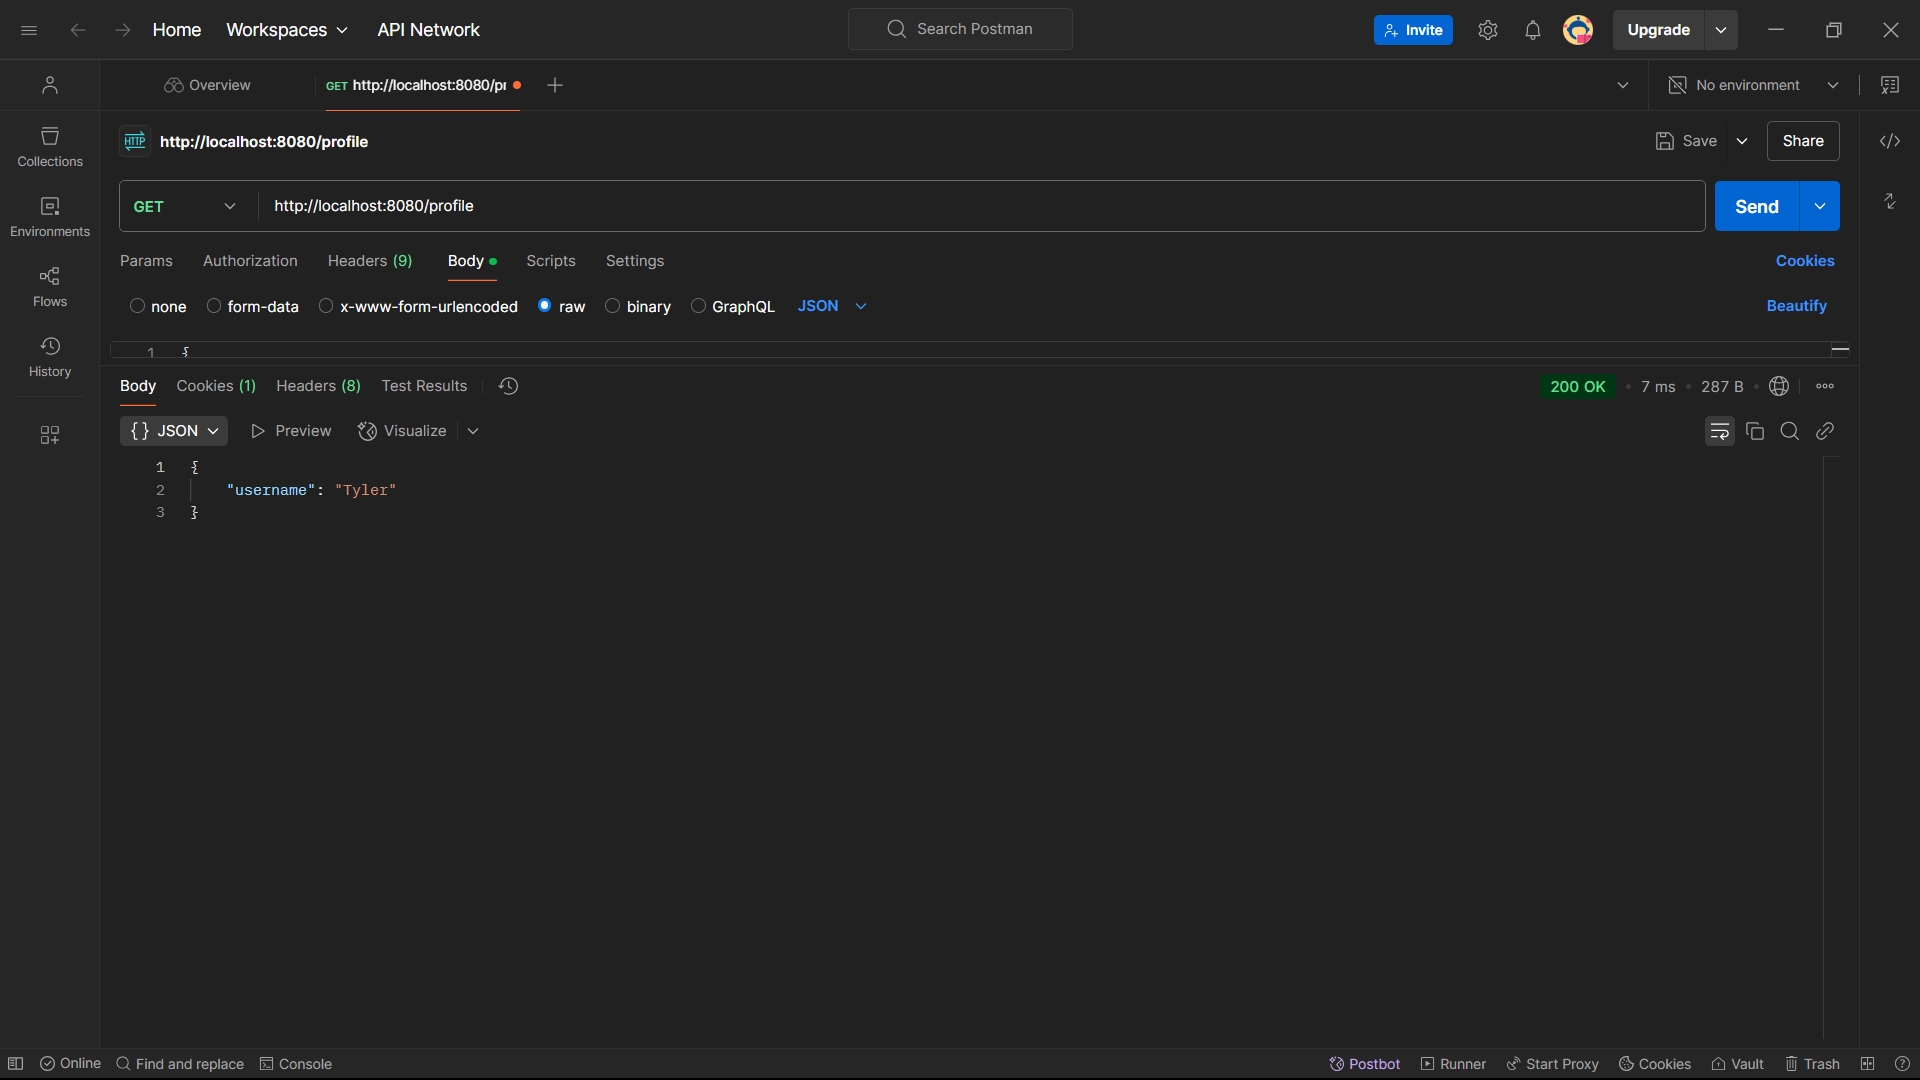 Home Workspaces API Network Search Postman Invite Upgrade
Overview GET http://localhost:8080/pr No environment
HTTP http://localhost:8080/profile Save Share
Collections
Environments
Flows
History
GET http://localhost:8080/profile Send
Params Authorization Headers (9) Body Scripts Settings Cookies
none form-data x-www-form-urlencoded raw binary GraphQL JSON Beautify
1 {
Body Cookies (1) Headers (8) Test Results 200 OK • 7 ms • 287 B •
{} JSON Preview Visualize
1 {
2 "username": "Tyler"
3 }
Online Find and replace Console Postbot Runner Start Proxy Cookies Vault Trash